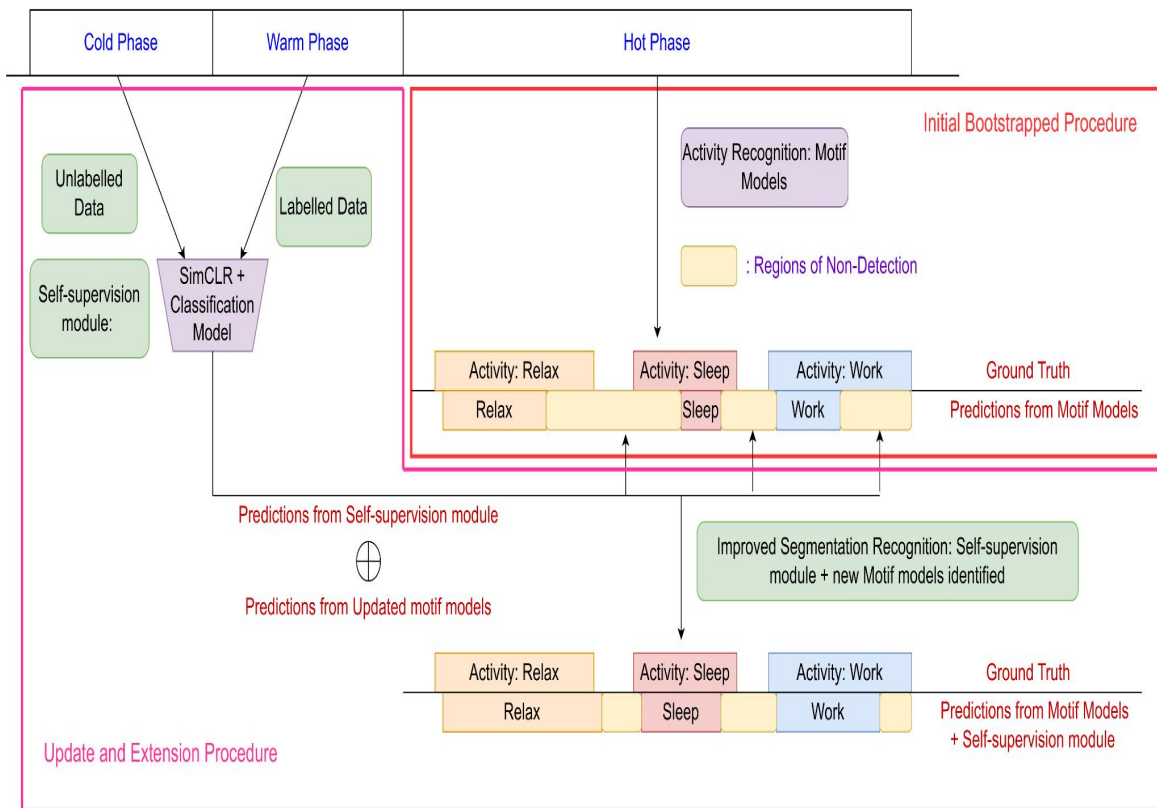 Cold Phase
Warm Phase
Hot Phase
Initial Bootstrapped Procedure
Activity Recognition: Motif
Models
Unlabelled
Data
Labelled Data
: Regions of Non-Detection
Self-supervision
module:
SimCLR +
Classification
Model
Activity: Relax
Activity: Sleep
Activity: Work
Ground Truth
Relax
Sleep
Work
Predictions from Motif Models
Predictions from Self-supervision module
Predictions from Updated motif models
Improved Segmentation Recognition: Self-supervision
module + new Motif models identified
Activity: Relax
Activity: Sleep
Activity: Work
Ground Truth
Relax
Sleep
Work
Predictions from Motif Models
+ Self-supervision module
Update and Extension Procedure